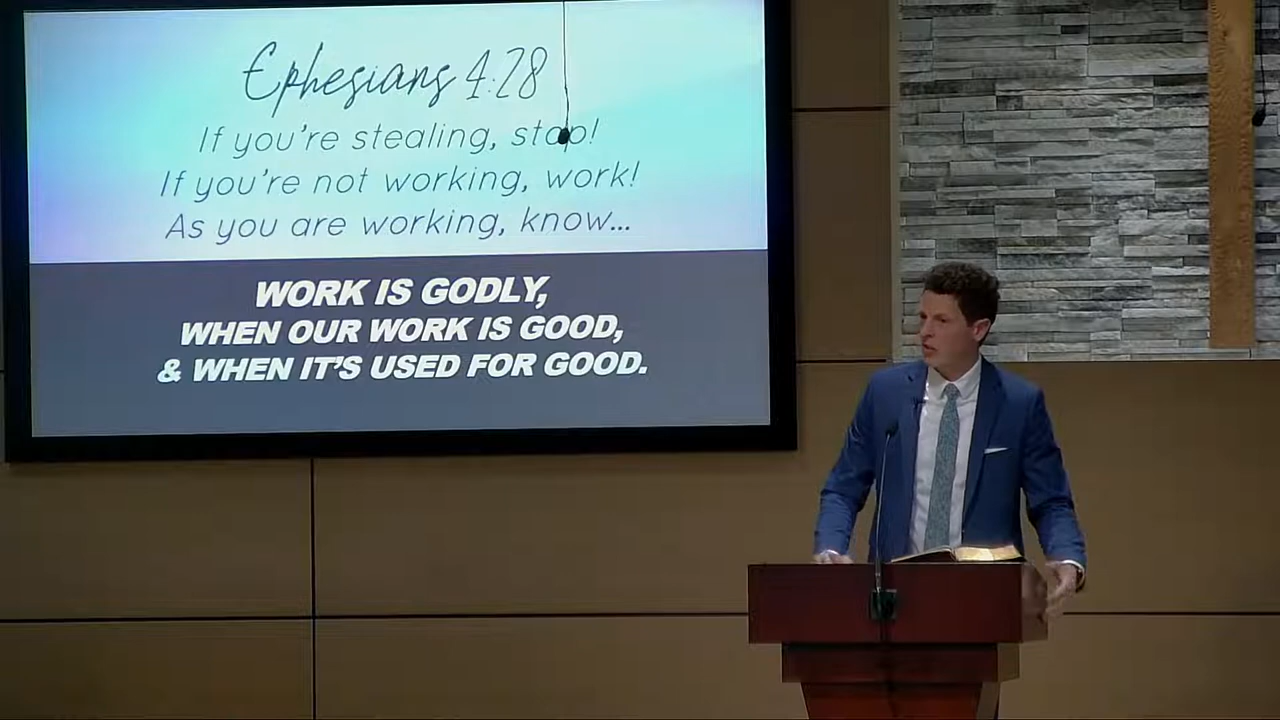 Ephesians 4:28
If you're stealing, stop!
If you're not working, work!
As you are working, know...
WORK IS GODLY,
WHEN OUR WORK IS GOOD,
& WHEN IT'S USED FOR GOOD.